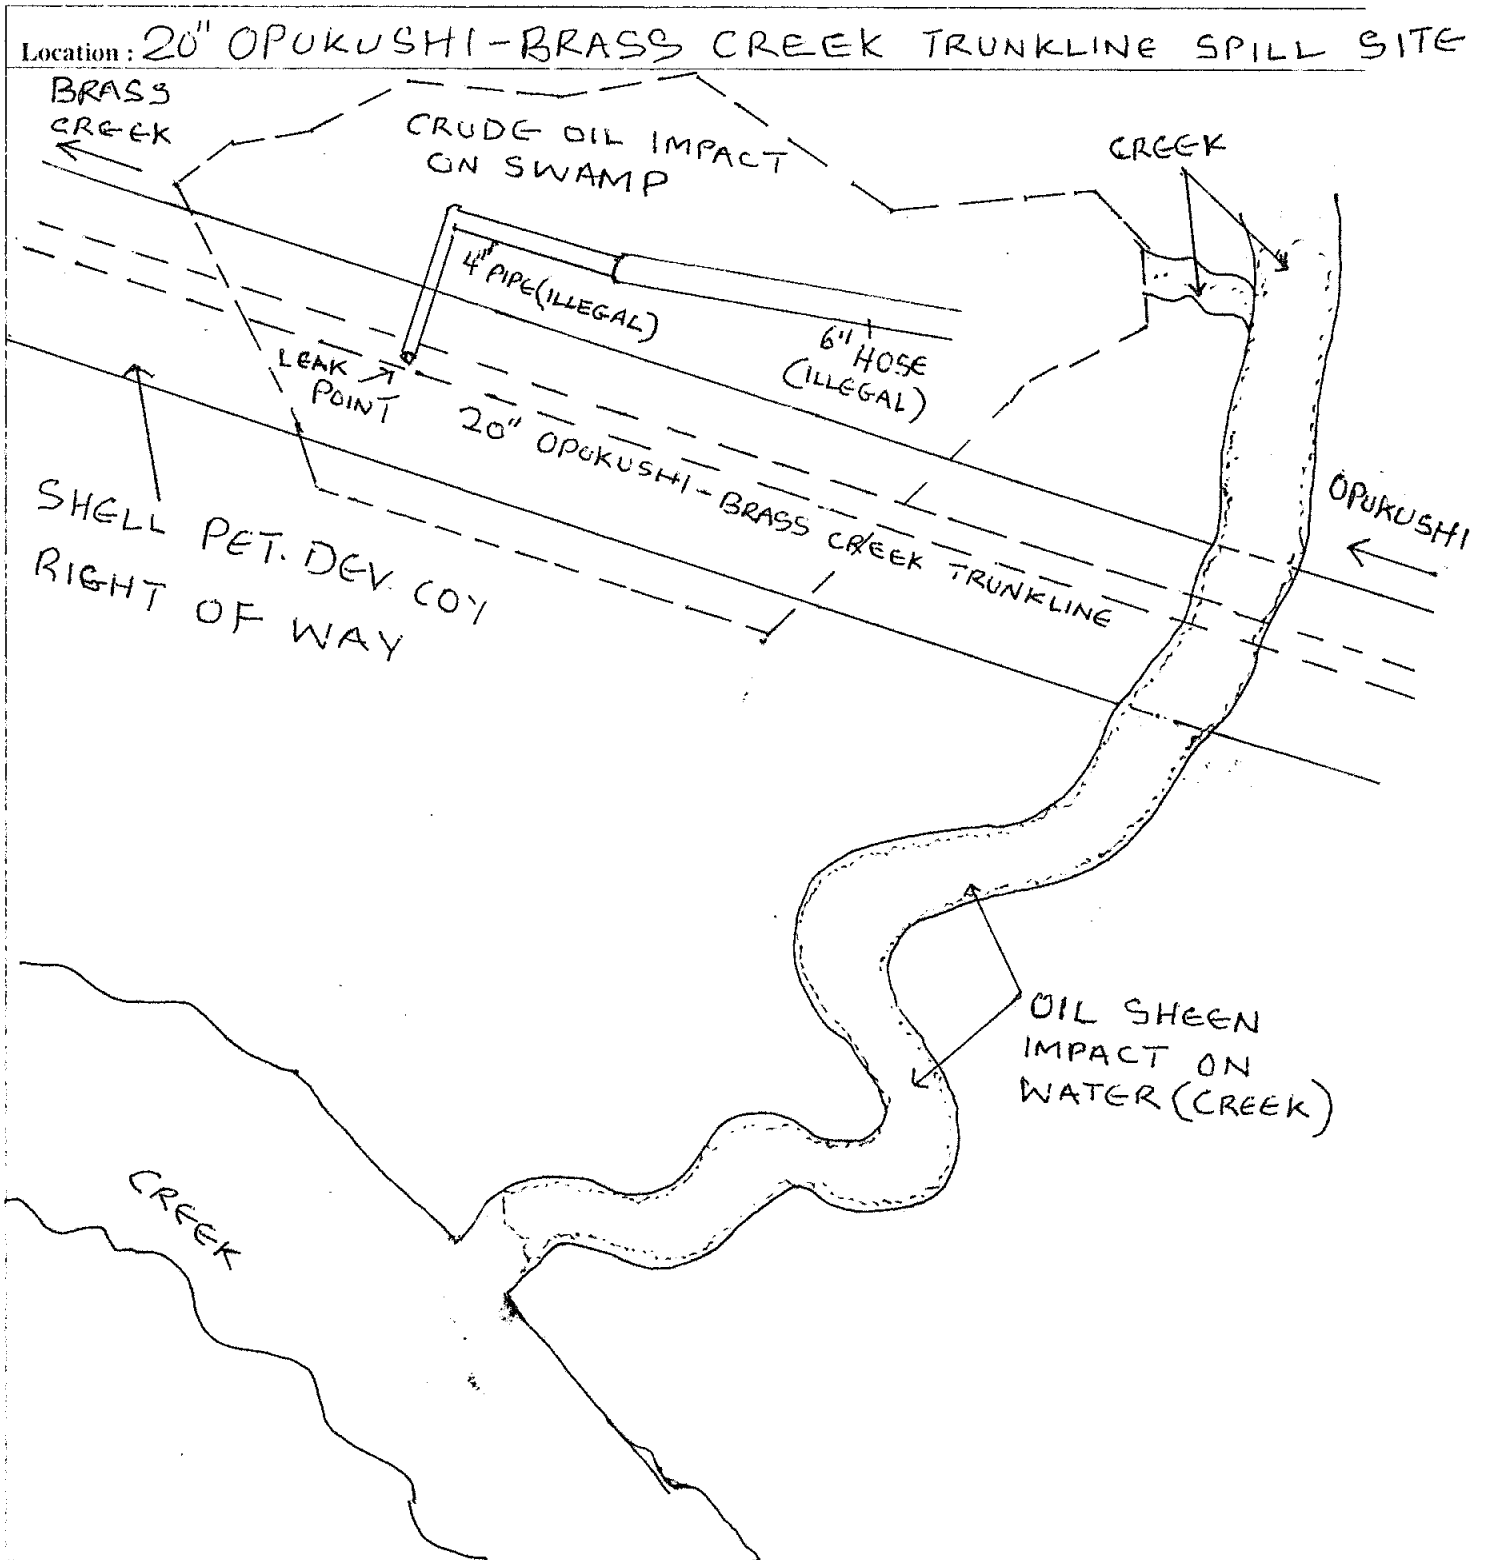 Location : 20" OPUKUSHI-BRASS CREEK TRUNKLINE SPILL SITE
BRASS
CREEK
CRUDE OIL IMPACT
ON SWAMP
CREEK
4" PIPE(ILLEGAL)
6" HOSE
(ILLEGAL)
LEAK
POINT
20" OPUKUSHI-BRASS CREEK TRUNKLINE
OPUKUSHI
SHELL PET. DEV. COY
RIGHT OF WAY
OIL SHEEN
IMPACT ON
WATER (CREEK)
CREEK